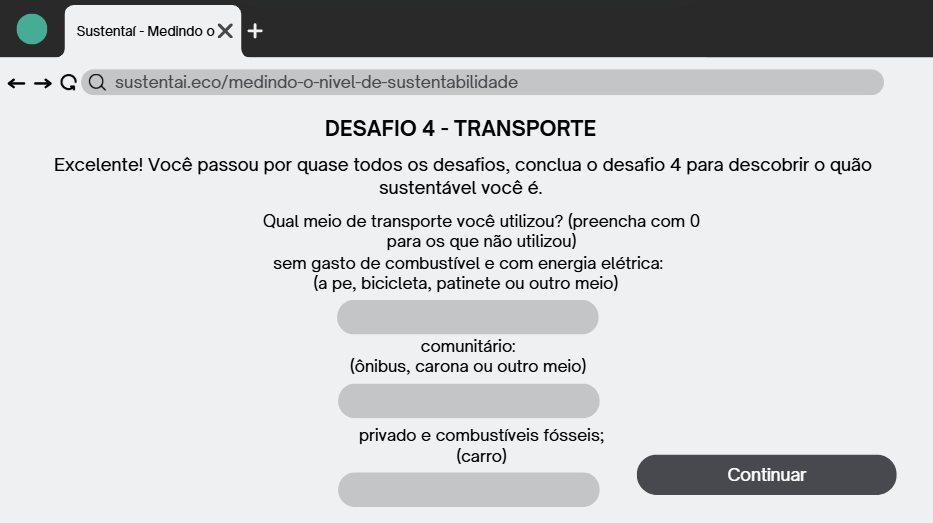 Sustentaí - Medindo o
sustentai.eco/medindo-o-nivel-de-sustentabilidade
DESAFIO 4 - TRANSPORTE
Excelente! Você passou por quase todos os desafios, conclua o desafio 4 para descobrir o quão
sustentável você é.
Qual meio de transporte você utilizou? (preencha com 0
para os que não utilizou)
sem gasto de combustível e com energia elétrica:
(a pe, bicicleta, patinete ou outro meio)
comunitário:
(ônibus, carona ou outro meio)
privado e combustíveis fósseis;
(carro)
Continuar